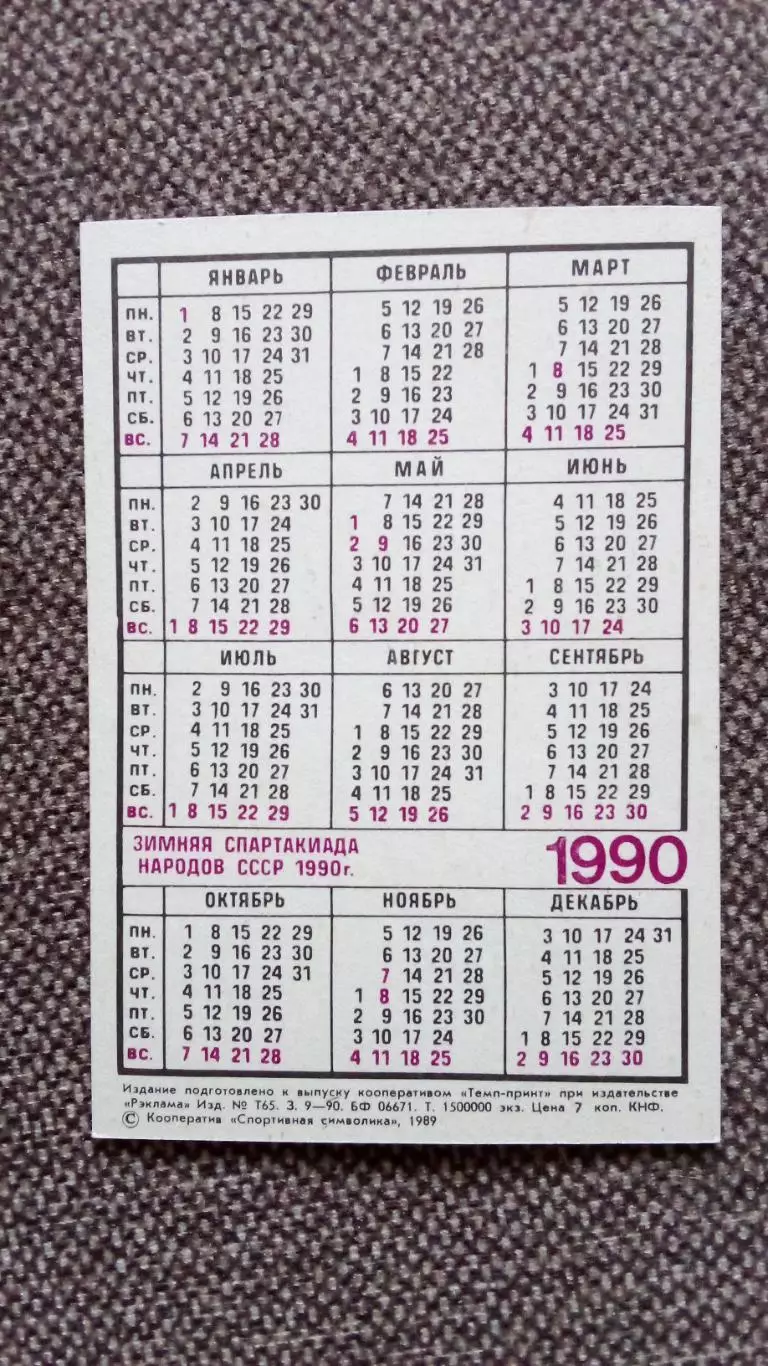 ЯНВАРЬ ФЕВРАЛЬ МАРТ
ПН. 1 8 15 22 29 5 12 19 26 5 12 19 26
ВТ. 2 9 16 23 30 6 13 20 27 6 13 20 27
СР. 3 10 17 24 31 7 14 21 28 7 14 21 28
ЧТ. 4 11 18 25 1 8 15 22 1 8 15 22 29
ПТ. 5 12 19 26 2 9 16 23 2 9 16 23 30
СБ. 6 13 20 27 3 10 17 24 3 10 17 24 31
ВС. 7 14 21 28 4 11 18 25 4 11 18 25
АПРЕЛЬ МАЙ ИЮНЬ
ПН. 2 9 16 23 30 7 14 21 28 4 11 18 25
ВТ. 3 10 17 24 1 8 15 22 29 5 12 19 26
СР. 4 11 18 25 2 9 16 23 30 6 13 20 27
ЧТ. 5 12 19 26 3 10 17 24 31 7 14 21 28
ПТ. 6 13 20 27 4 11 18 25 1 8 15 22 29
СБ. 7 14 21 28 5 12 19 26 2 9 16 23 30
ВС. 1 8 15 22 29 6 13 20 27 3 10 17 24
ИЮЛЬ АВГУСТ СЕНТЯБРЬ
ПН. 2 9 16 23 30 6 13 20 27 3 10 17 24
ВТ. 3 10 17 24 31 7 14 21 28 4 11 18 25
СР. 4 11 18 25 1 8 15 22 29 5 12 19 26
ЧТ. 5 12 19 26 2 9 16 23 30 6 13 20 27
ПТ. 6 13 20 27 3 10 17 24 31 7 14 21 28
СБ. 7 14 21 28 4 11 18 25 1 8 15 22 29
ВС. 1 8 15 22 29 5 12 19 26 2 9 16 23 30
ЗИМНЯЯ СПАРТАКИАДА
НАРОДОВ СССР 1990г.
1990
ОКТЯБРЬ НОЯБРЬ ДЕКАБРЬ
ПН. 1 8 15 22 29 5 12 19 26 3 10 17 24 31
ВТ. 2 9 16 23 30 6 13 20 27 4 11 18 25
СР. 3 10 17 24 31 7 14 21 28 5 12 19 26
ЧТ. 4 11 18 25 1 8 15 22 29 6 13 20 27
ПТ. 5 12 19 26 2 9 16 23 30 7 14 21 28
СБ. 6 13 20 27 3 10 17 24 1 8 15 22 29
ВС. 7 14 21 28 4 11 18 25 2 9 16 23 30
Издание подготовлено к выпуску кооперативом «Темп-принт» при издательстве
«Рэклама» Изд. № Т65. З. 9—90. БФ 06671. Т. 1500000 экз. Цена 7 коп. КНФ.
© Кооператив «Спортивная символика», 1989